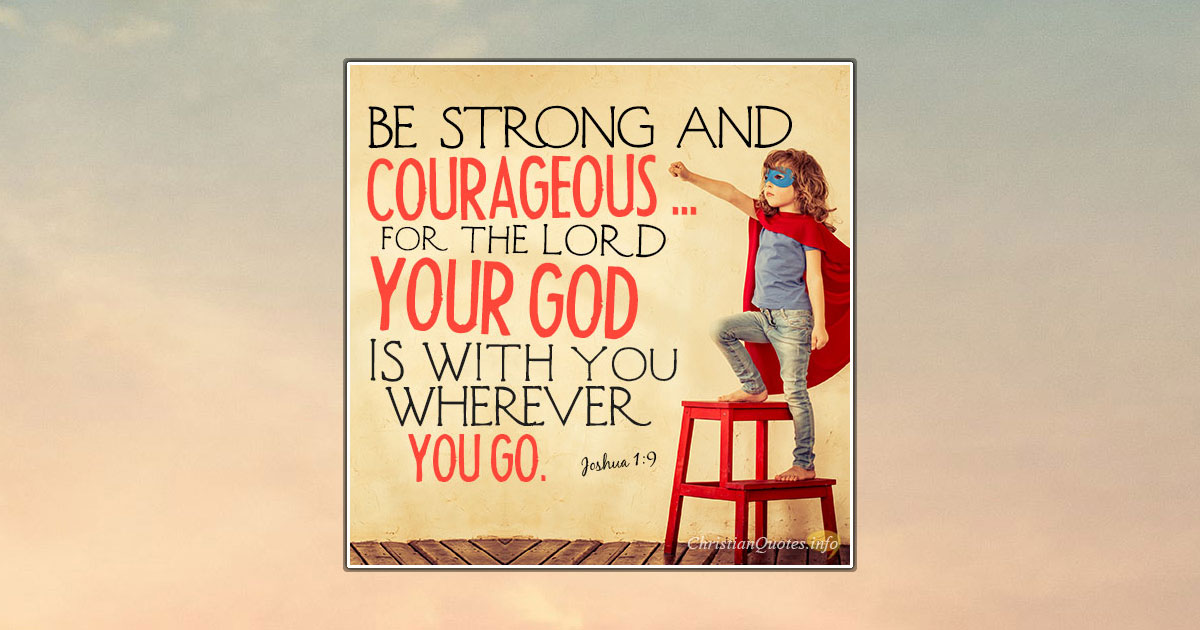 BE STRONG AND
COURAGEOUS ...
FOR THE LORD
YOUR GOD
IS WITH YOU
WHEREVER
YOU GO.
Joshua 1:9
ChristianQuotes.info